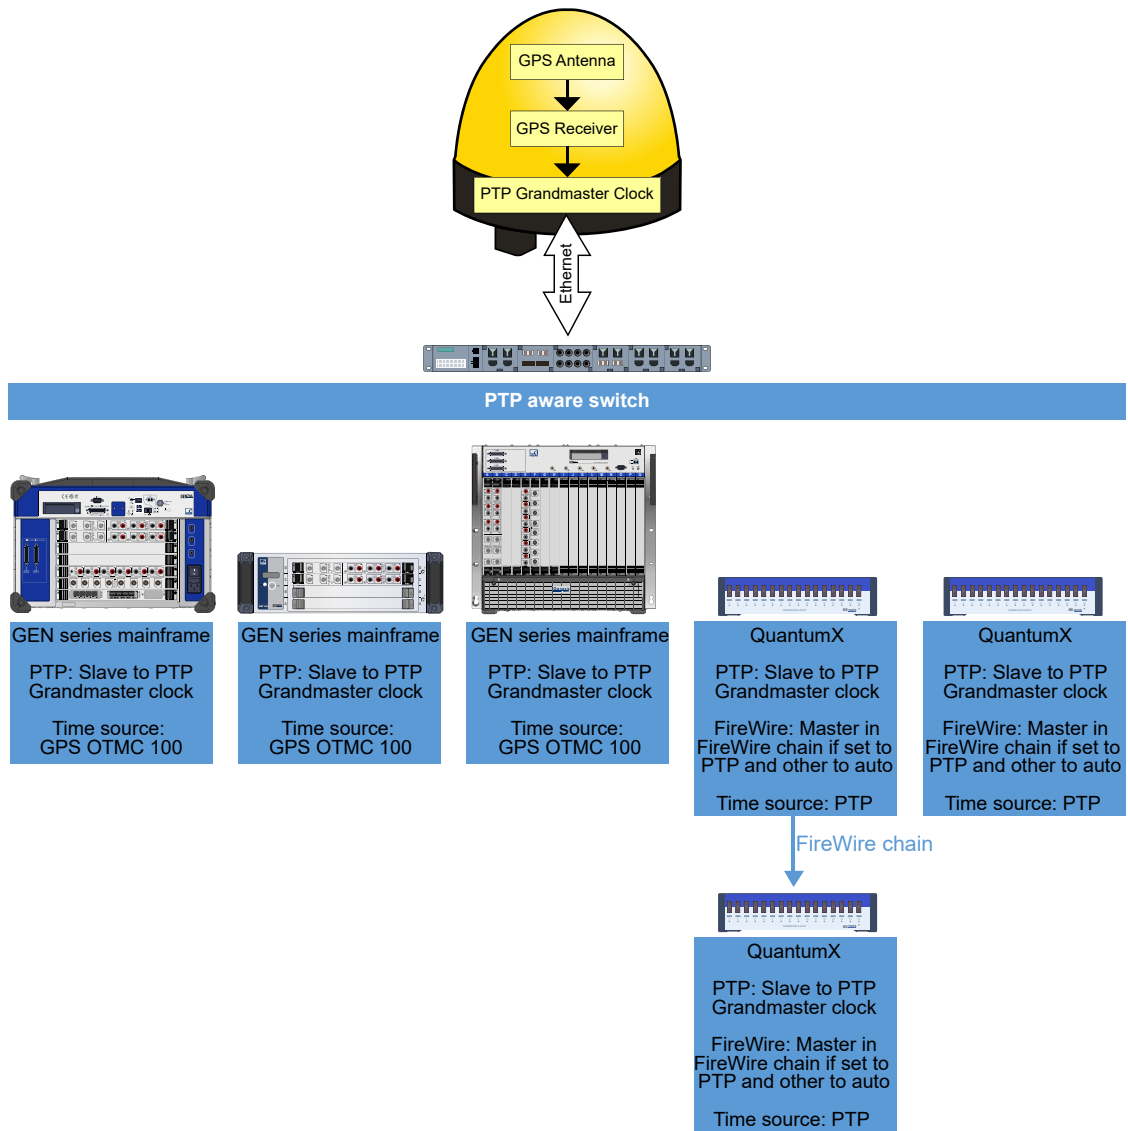 GPS Antenna
GPS Receiver
PTP Grandmaster Clock
Ethernet
PTP aware switch
GEN series mainframe
PTP: Slave to PTP
Grandmaster clock
Time source:
GPS OTMC 100
GEN series mainframe
PTP: Slave to PTP
Grandmaster clock
Time source:
GPS OTMC 100
GEN series mainframe
PTP: Slave to PTP
Grandmaster clock
Time source:
GPS OTMC 100
QuantumX
PTP: Slave to PTP
Grandmaster clock
FireWire: Master in
FireWire chain if set to
PTP and other to auto
Time source: PTP
QuantumX
PTP: Slave to PTP
Grandmaster clock
FireWire: Master in
FireWire chain if set to
PTP and other to auto
Time source: PTP
FireWire chain
QuantumX
PTP: Slave to PTP
Grandmaster clock
FireWire: Master in
FireWire chain if set to
PTP and other to auto
Time source: PTP